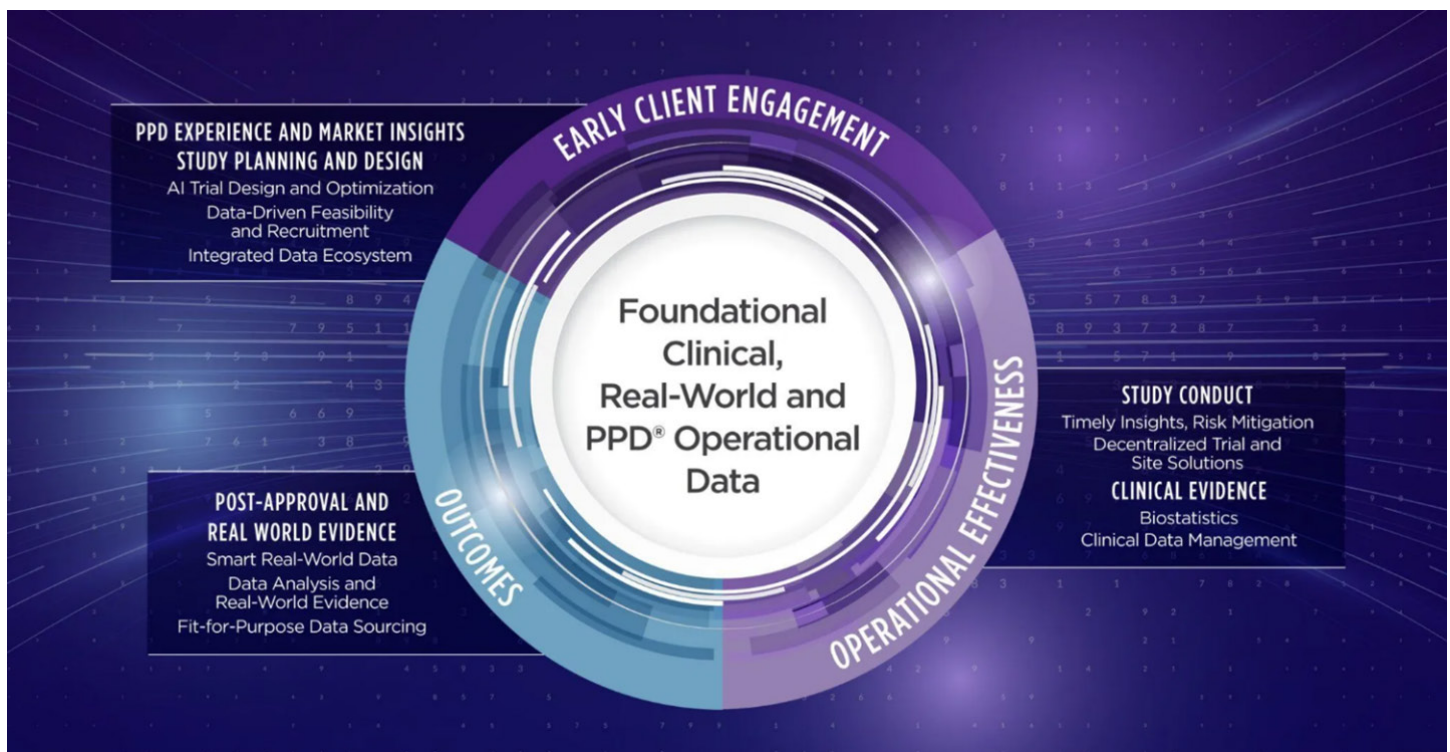 EARLY CLIENT ENGAGEMENT
PPD EXPERIENCE AND MARKET INSIGHTS
STUDY PLANNING AND DESIGN
AI Trial Design and Optimization
Data-Driven Feasibility
and Recruitment
Integrated Data Ecosystem
Foundational
Clinical,
Real-World and
PPD® Operational
Data
OPERATIONAL EFFECTIVENESS
STUDY CONDUCT
Timely Insights, Risk Mitigation
Decentralized Trial and
Site Solutions
CLINICAL EVIDENCE
Biostatistics
Clinical Data Management
OUTCOMES
POST-APPROVAL AND
REAL WORLD EVIDENCE
Smart Real-World Data
Data Analysis and
Real-World Evidence
Fit-for-Purpose Data Sourcing